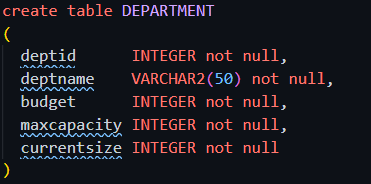 create table DEPARTMENT
(
  deptid       INTEGER not null,
  deptname     VARCHAR2(50) not null,
  budget       INTEGER not null,
  maxcapacity INTEGER not null,
  currentsize INTEGER not null
)